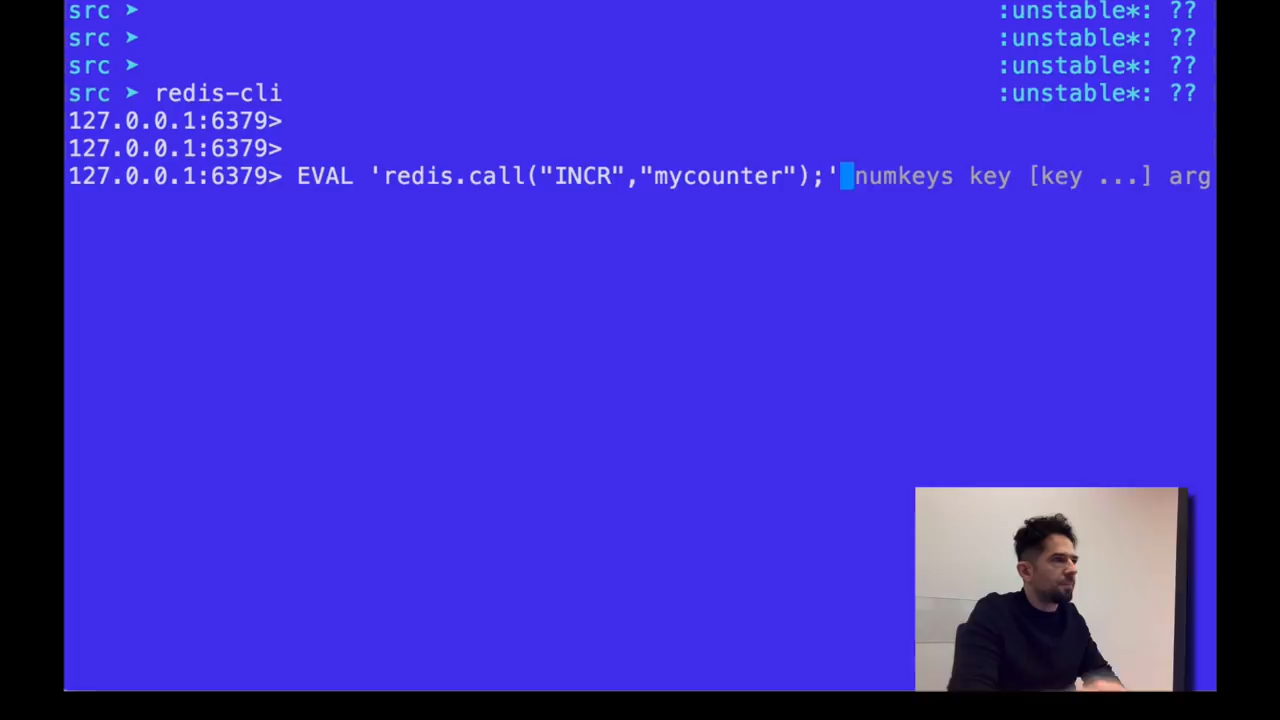 src ➤ :unstable*: ??
src ➤ :unstable*: ??
src ➤ :unstable*: ??
src ➤ redis-cli :unstable*: ??
127.0.0.1:6379>
127.0.0.1:6379>
127.0.0.1:6379> EVAL 'redis.call("INCR","mycounter");' numkeys key [key ...] arg